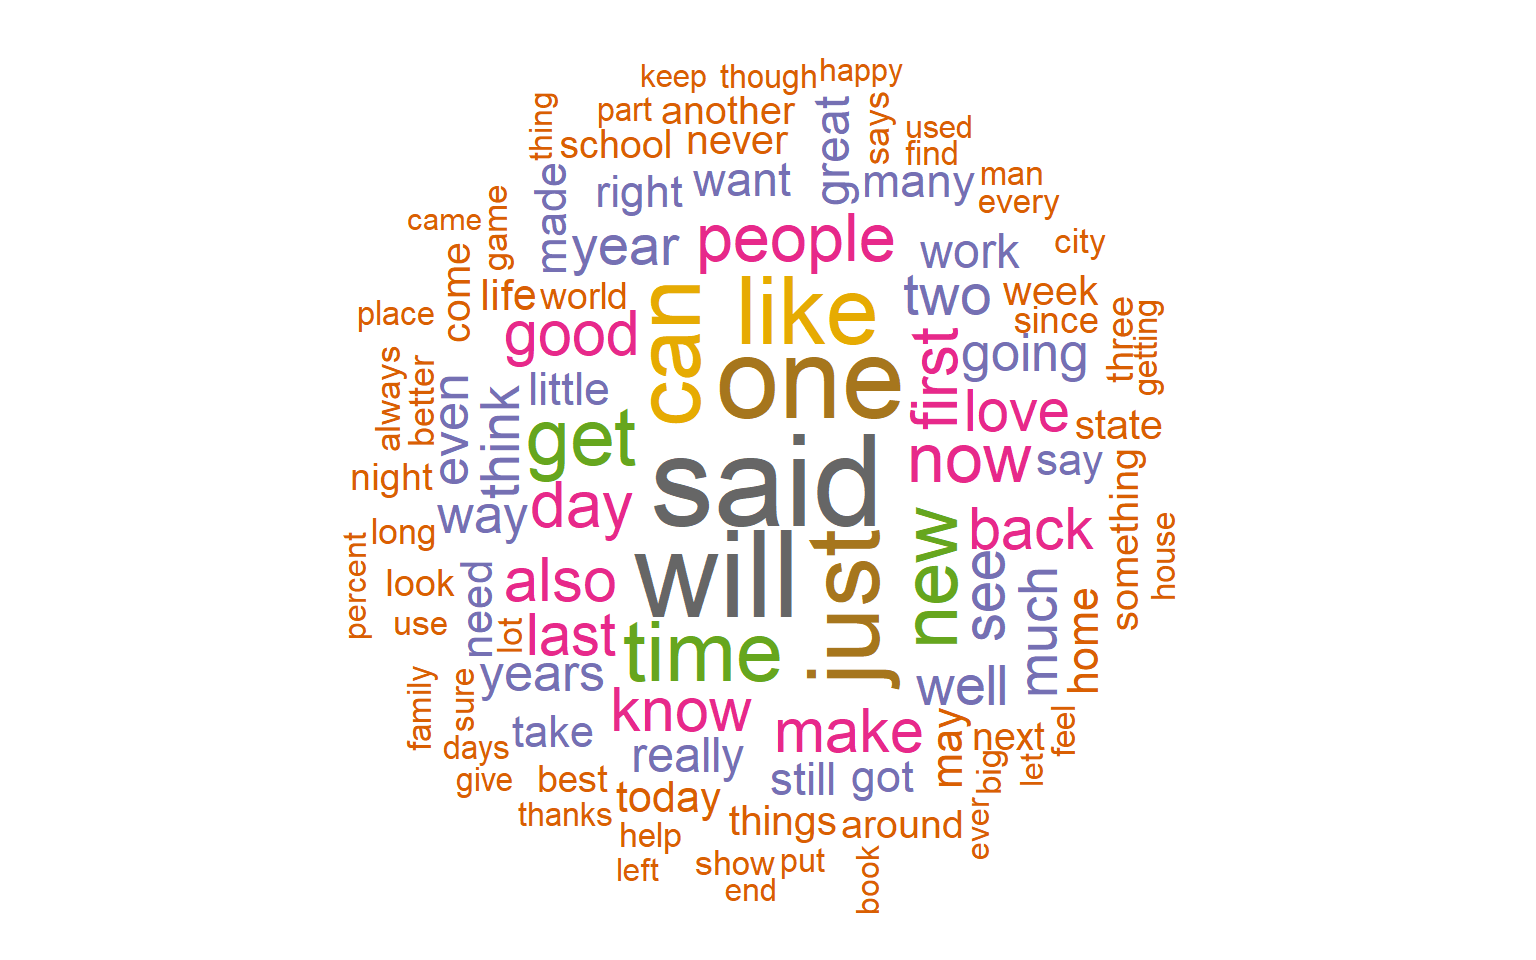 keep though happy
part another
thing school never great says used
find
right want many man
every
made
came game year people work city
come life world can like two week
since
place good one first going three getting
always better even think little love state
get said now say
night way day new back something
long
percent look need also will just see much home house
use lot last time
years well
family sure take know make may next feel
days really big let
give best still got
thanks today things around ever
help
left show put book
end